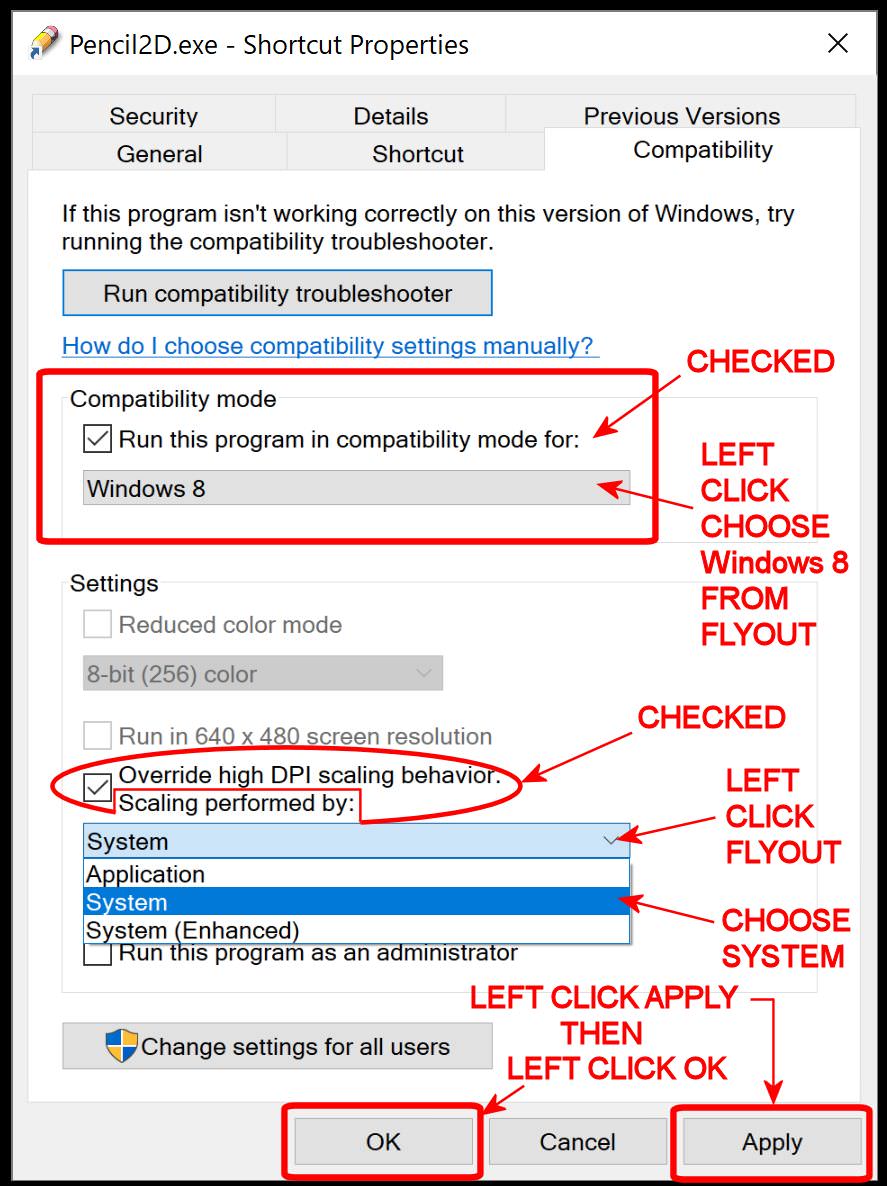 Pencil2D.exe - Shortcut Properties
Security Details Previous Versions
General Shortcut Compatibility
If this program isn't working correctly on this version of Windows, try
running the compatibility troubleshooter.
Run compatibility troubleshooter
How do I choose compatibility settings manually?
CHECKED
Compatibility mode
Run this program in compatibility mode for:
Windows 8
LEFT
CLICK
CHOOSE
Windows 8
FROM
FLYOUT
Settings
Reduced color mode
8-bit (256) color
Run in 640 x 480 screen resolution
CHECKED
Override high DPI scaling behavior.
Scaling performed by:
LEFT
CLICK
FLYOUT
System
Application
System
System (Enhanced)
CHOOSE
SYSTEM
Run this program as an administrator
LEFT CLICK APPLY
THEN
LEFT CLICK OK
Change settings for all users
OK Cancel Apply